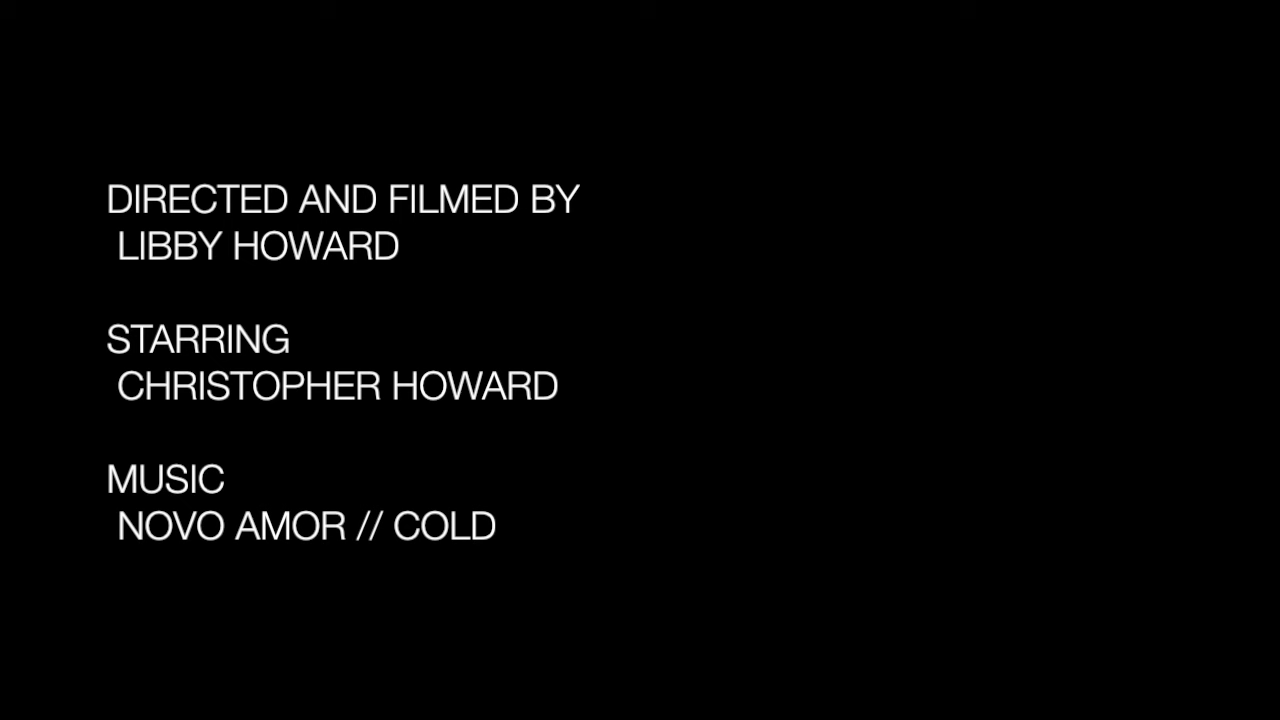 DIRECTED AND FILMED BY
LIBBY HOWARD
STARRING
CHRISTOPHER HOWARD
MUSIC
NOVO AMOR // COLD